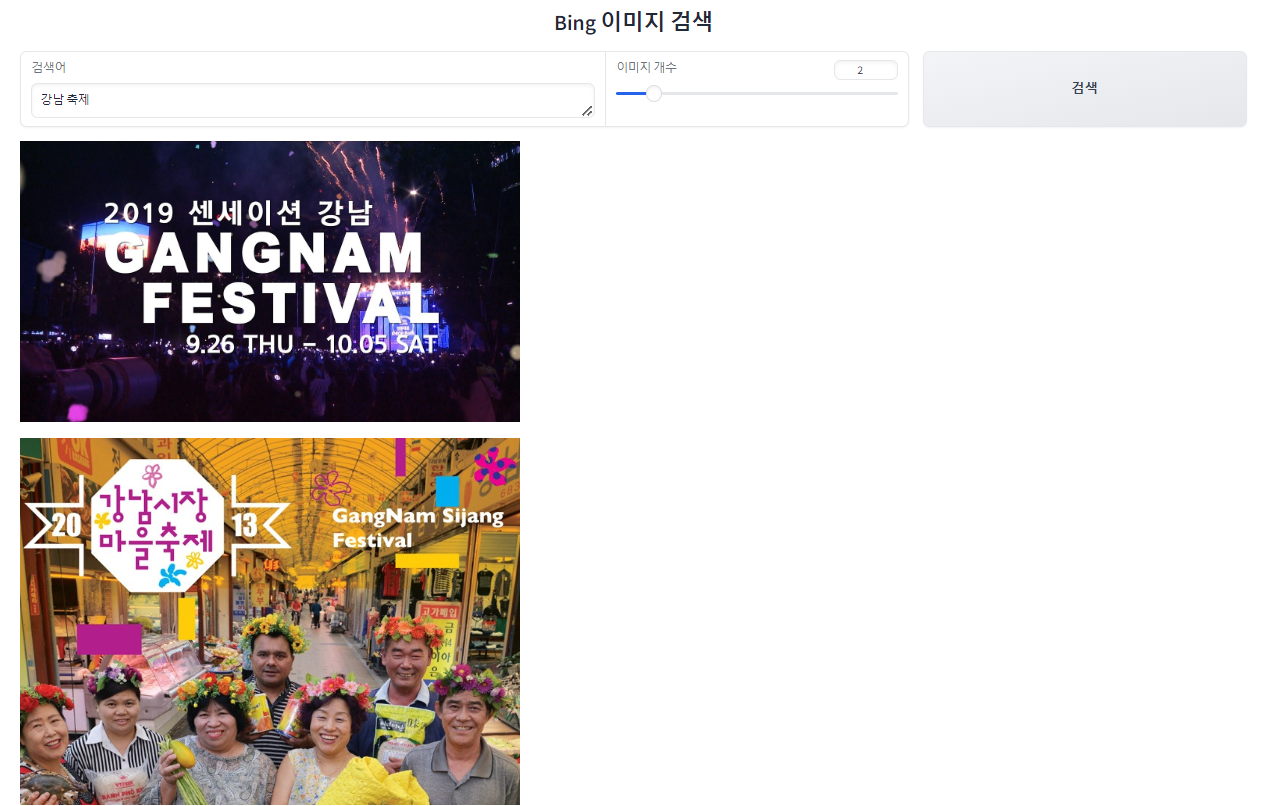 Bing 이미지 검색
검색어
이미지 개수
2
검색
강남 축제
2019 센세이션 강남
GANGNAM
FESTIVAL
9.26 THU – 10.05 SAT
20
강남시장
마을축제
13
GangNam Sijang
Festival
고가매입
금